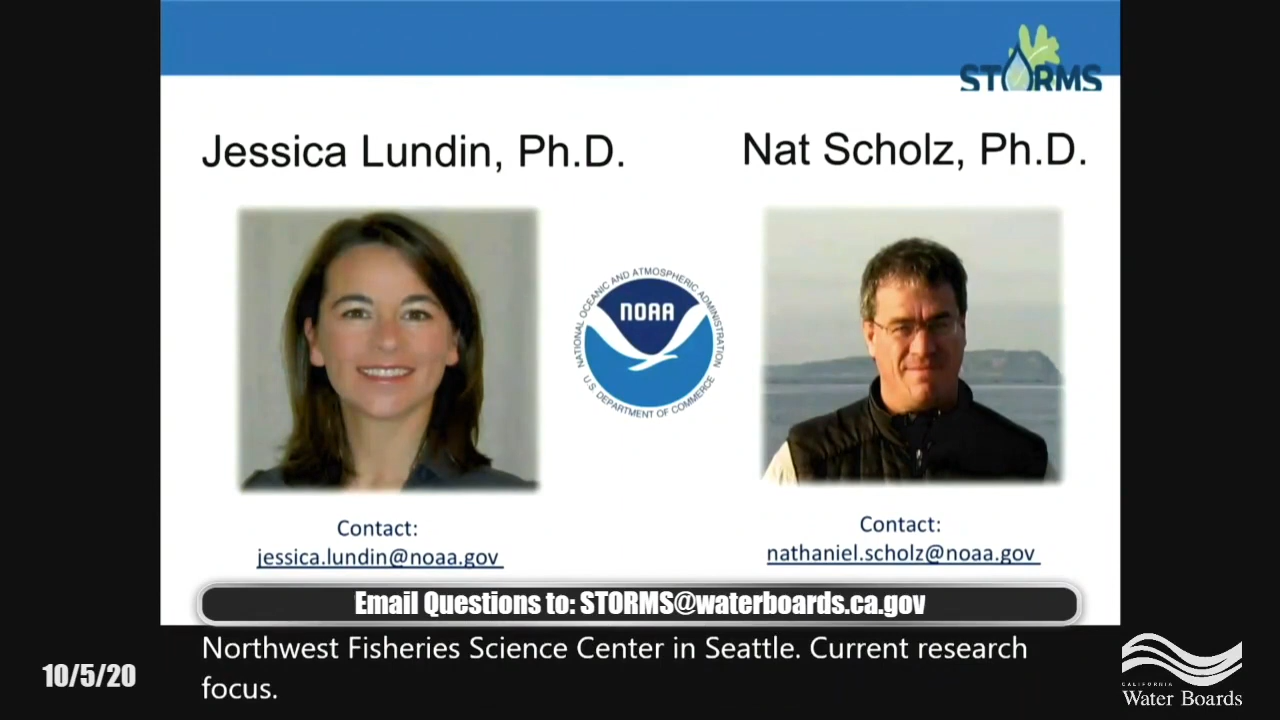 STORMS
Jessica Lundin, Ph.D.
Nat Scholz, Ph.D.
NATIONAL OCEANIC AND ATMOSPHERIC ADMINISTRATION
NOAA
U.S. DEPARTMENT OF COMMERCE
Contact:
jessica.lundin@noaa.gov
Contact:
nathaniel.scholz@noaa.gov
Email Questions to: STORMS@waterboards.ca.gov
Northwest Fisheries Science Center in Seattle. Current research
focus.
10/5/20
CALIFORNIA
Water Boards